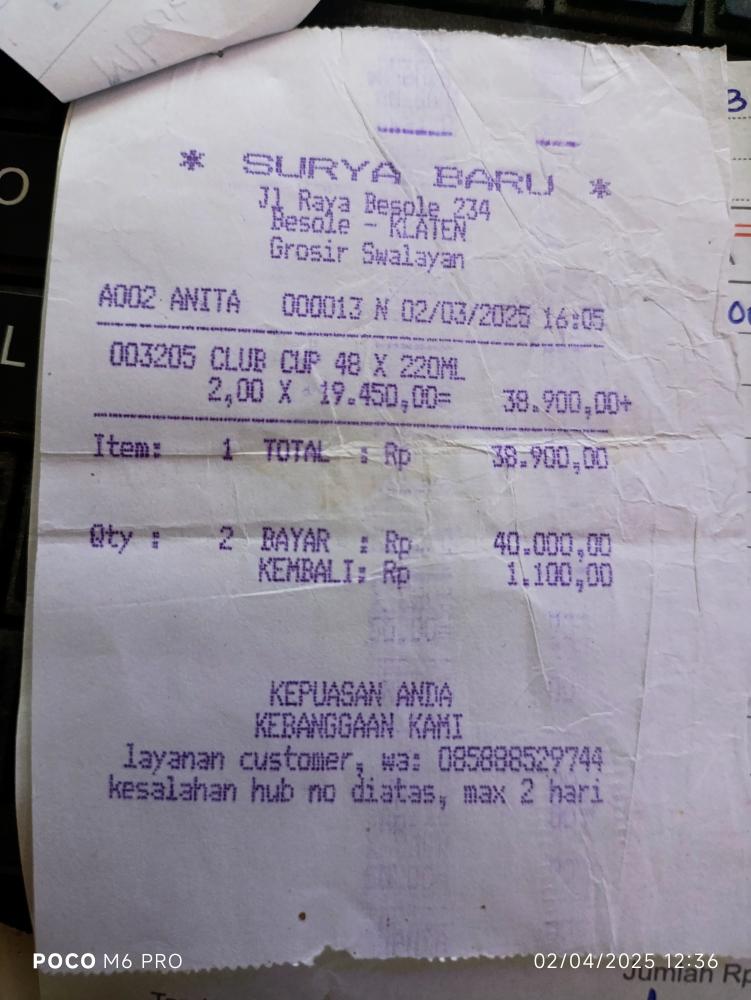 * SURYA BARU *
Jl Raya Besole 234
Besole - KLATEN
Grosir Swalayan
A002 ANITA 000013 N 02/03/2025 16:05
003205 CLUB CUP 48 X 220ML
2,00 X 19.450,00= 38.900,00+
Item: 1 TOTAL : Rp 38.900,00
Qty : 2 BAYAR : Rp 40.000,00
KEMBALI: Rp 1.100,00
KEPUASAN ANDA
KEBANGGAAN KAMI
layanan customer, wa: 085888529744
kesalahan hub no diatas, max 2 hari
POCO M6 PRO
02/04/2025 12:36
Jumlah Rp
O
L
3